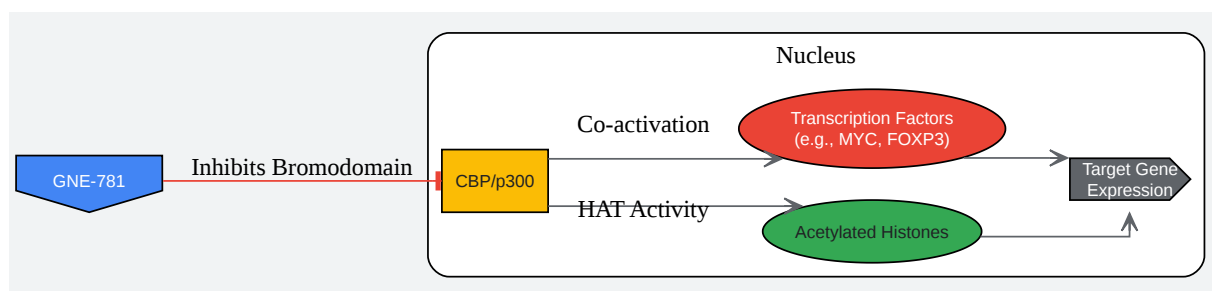 Nucleus
Co-activation
Transcription Factors
(e.g., MYC, FOXP3)
Inhibits Bromodomain
GNE-781
CBP/p300
Target Gene
Expression
HAT Activity
Acetylated Histones